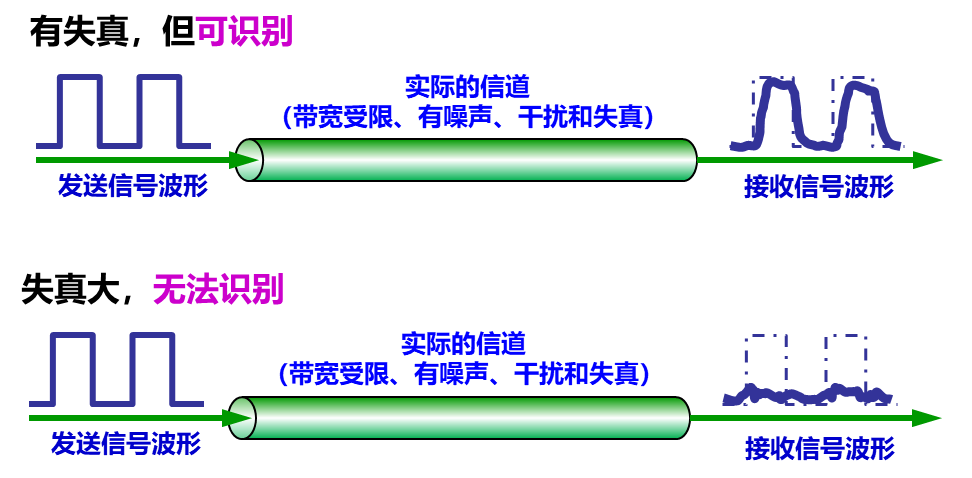 有失真，但可识别
实际的信道
（带宽受限、有噪声、干扰和失真）
发送信号波形
接收信号波形
失真大，无法识别
实际的信道
（带宽受限、有噪声、干扰和失真）
发送信号波形
接收信号波形